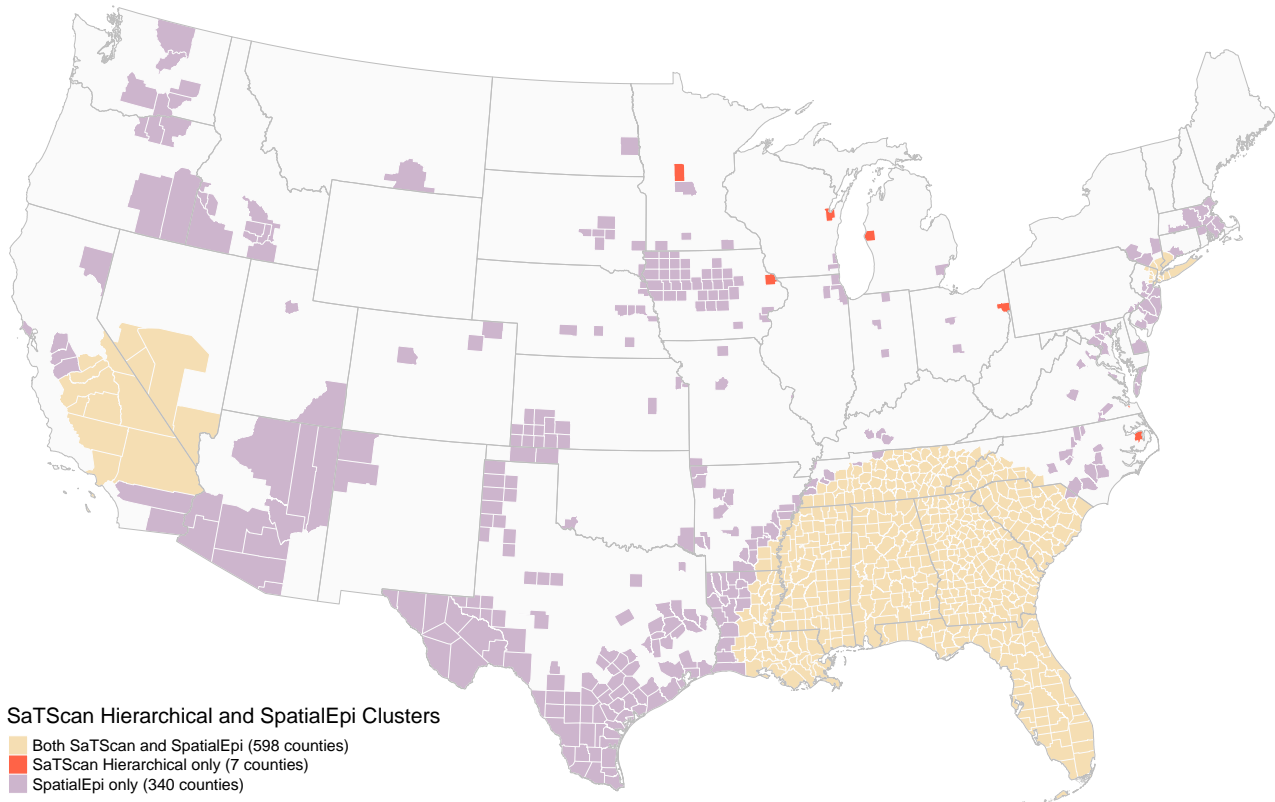 SaTScan Hierarchical and SpatialEpi Clusters
Both SaTScan and SpatialEpi (598 counties)
SaTScan Hierarchical only (7 counties)
SpatialEpi only (340 counties)